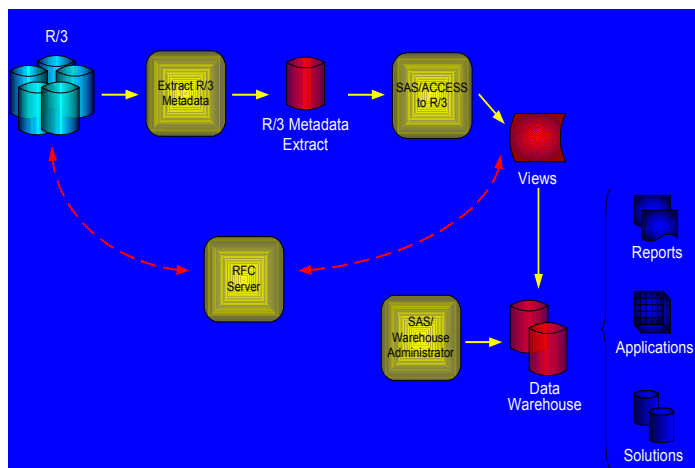 R/3
Extract R/3
Metadata
R/3 Metadata
Extract
SAS/ACCESS
to R/3
Views
RFC
Server
SAS/
Warehouse
Administrator
Data
Warehouse
Reports
Applications
Solutions